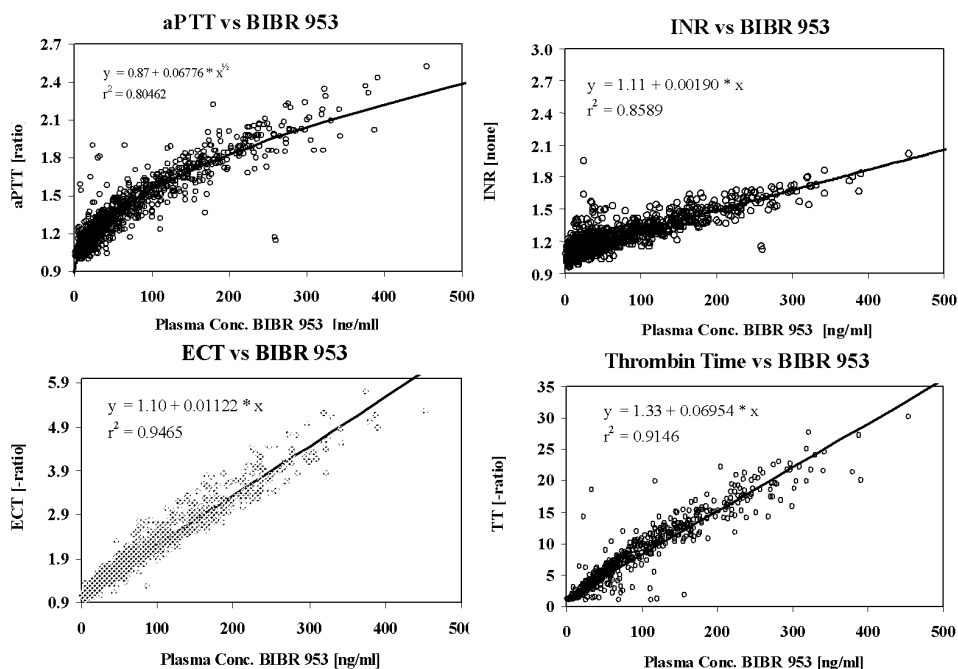 aPTT vs BIBR 953
2.7
2.4
2.1
1.8
1.5
1.2
0.9
y = 0.87 + 0.06776 * x½
r² = 0.80462
aPTT [ratio]
0 100 200 300 400 500
Plasma Conc. BIBR 953 [ng/ml]
INR vs BIBR 953
3.0
2.7
2.4
2.1
1.8
1.5
1.2
0.9
y = 1.11 + 0.00190 * x
r² = 0.8589
INR [none]
0 100 200 300 400 500
Plasma Conc. BIBR 953 [ng/ml]
ECT vs BIBR 953
5.9
4.9
3.9
2.9
1.9
0.9
y = 1.10 + 0.01122 * x
r² = 0.9465
ECT [-ratio]
0 100 200 300 400 500
Plasma Conc. BIBR 953 [ng/ml]
Thrombin Time vs BIBR 953
35
30
25
20
15
10
5
0
y = 1.33 + 0.06954 * x
r² = 0.9146
TT [-ratio]
0 100 200 300 400 500
Plasma Conc. BIBR 953 [ng/ml]